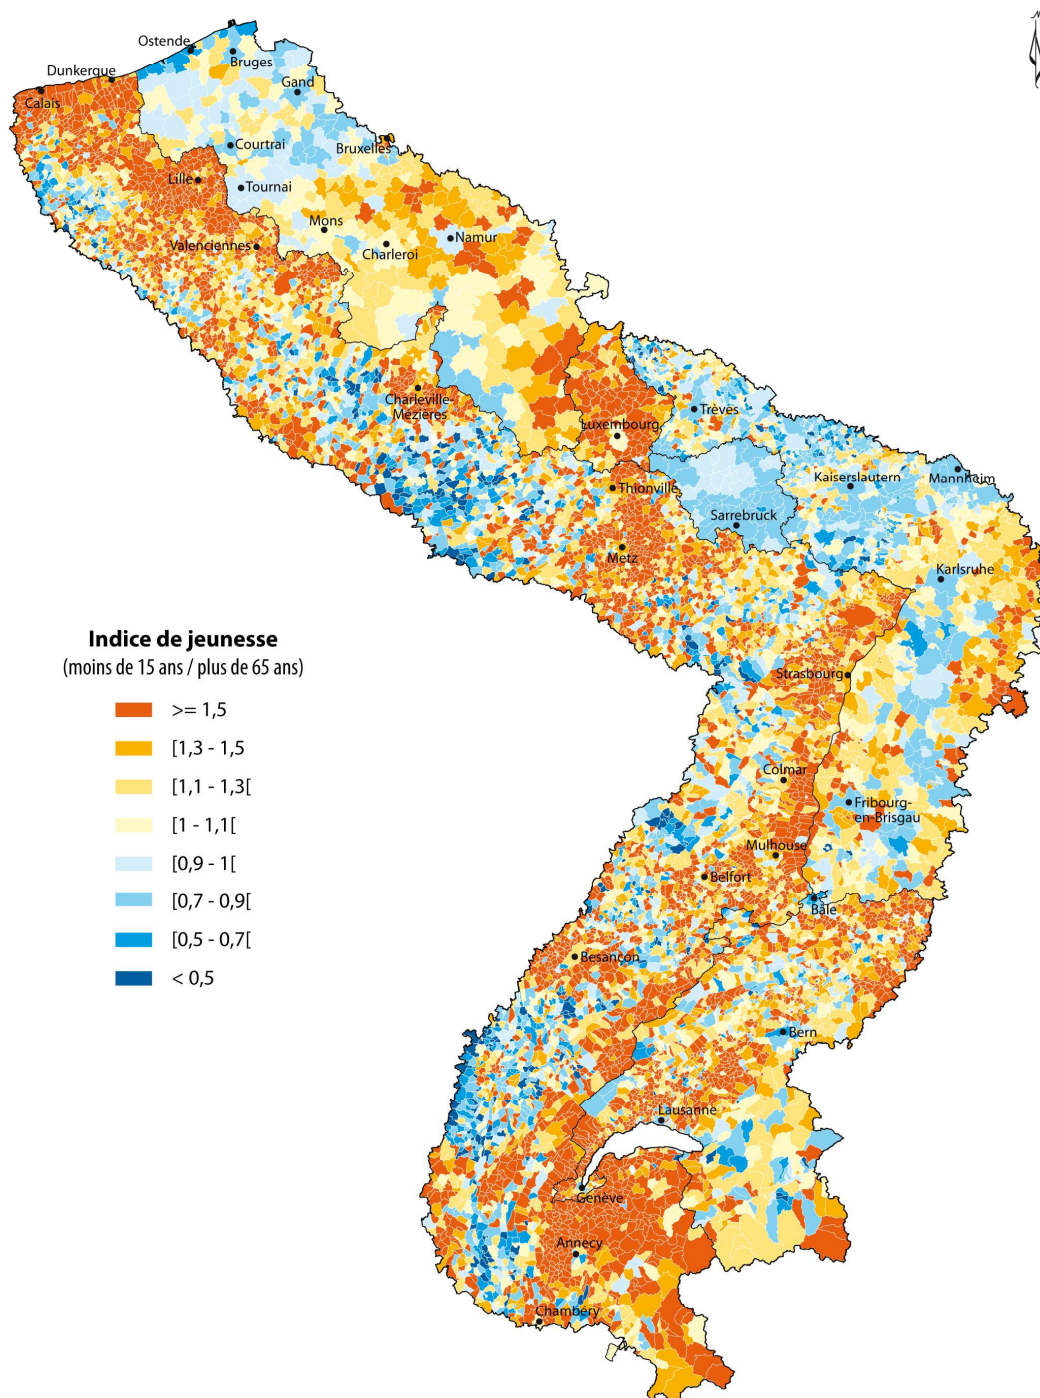 N
Ostende
Bruges
Dunkerque
Gand
Calais
Courtrai
Bruxelles
Lille
Tournai
Mons
Namur
Valenciennes
Charleroi
Charleville-
Mézières
Trèves
Luxembourg
Kaiserslautern
Mannheim
Thionville
Sarrebruck
Metz
Karlsruhe
Indice de jeunesse
(moins de 15 ans / plus de 65 ans)
>= 1,5
[1,3 - 1,5
[1,1 - 1,3[
[1 - 1,1[
[0,9 - 1[
[0,7 - 0,9[
[0,5 - 0,7[
< 0,5
Strasbourg
Colmar
Fribourg-
en-Brisgau
Mulhouse
Belfort
Bâle
Besançon
Bern
Lausanne
Genève
Annecy
Chambéry